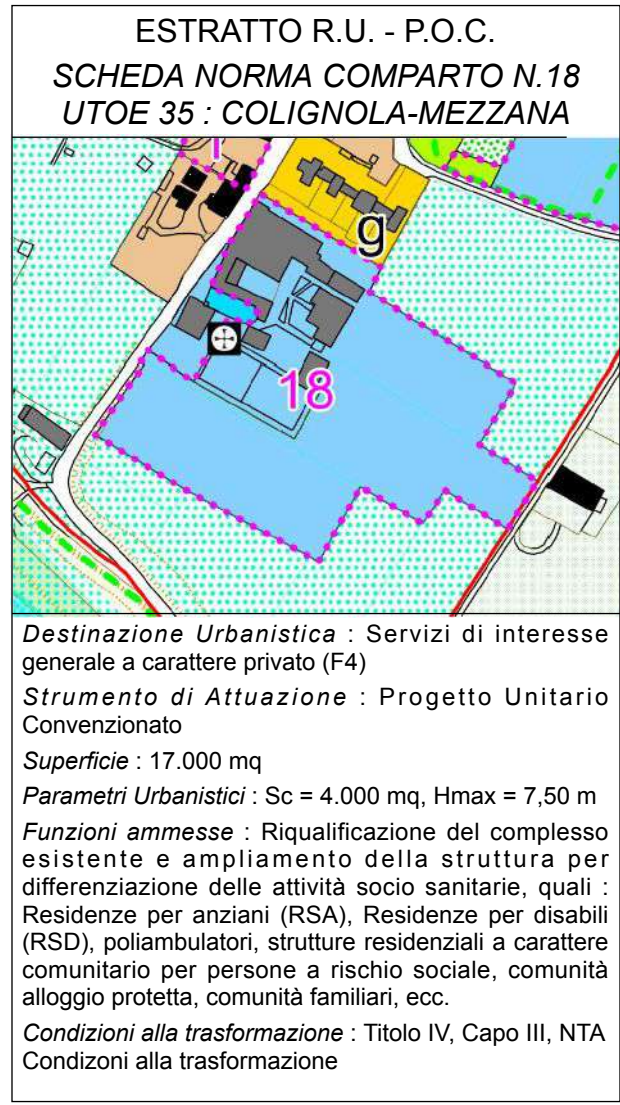 ESTRATTO R.U. - P.O.C.
SCHEDA NORMA COMPARTO N.18
UTOE 35 : COLIGNOLA-MEZZANA
g
18
Destinazione Urbanistica : Servizi di interesse
generale a carattere privato (F4)
Strumento di Attuazione : Progetto Unitario
Convenzionato
Superficie : 17.000 mq
Parametri Urbanistici : Sc = 4.000 mq, Hmax = 7,50 m
Funzioni ammesse : Riqualificazione del complesso
esistente e ampliamento della struttura per
differenziazione delle attività socio sanitarie, quali :
Residenze per anziani (RSA), Residenze per disabili
(RSD), poliambulatori, strutture residenziali a carattere
comunitario per persone a rischio sociale, comunità
alloggio protetta, comunità familiari, ecc.
Condizioni alla trasformazione : Titolo IV, Capo III, NTA
Condizoni alla trasformazione